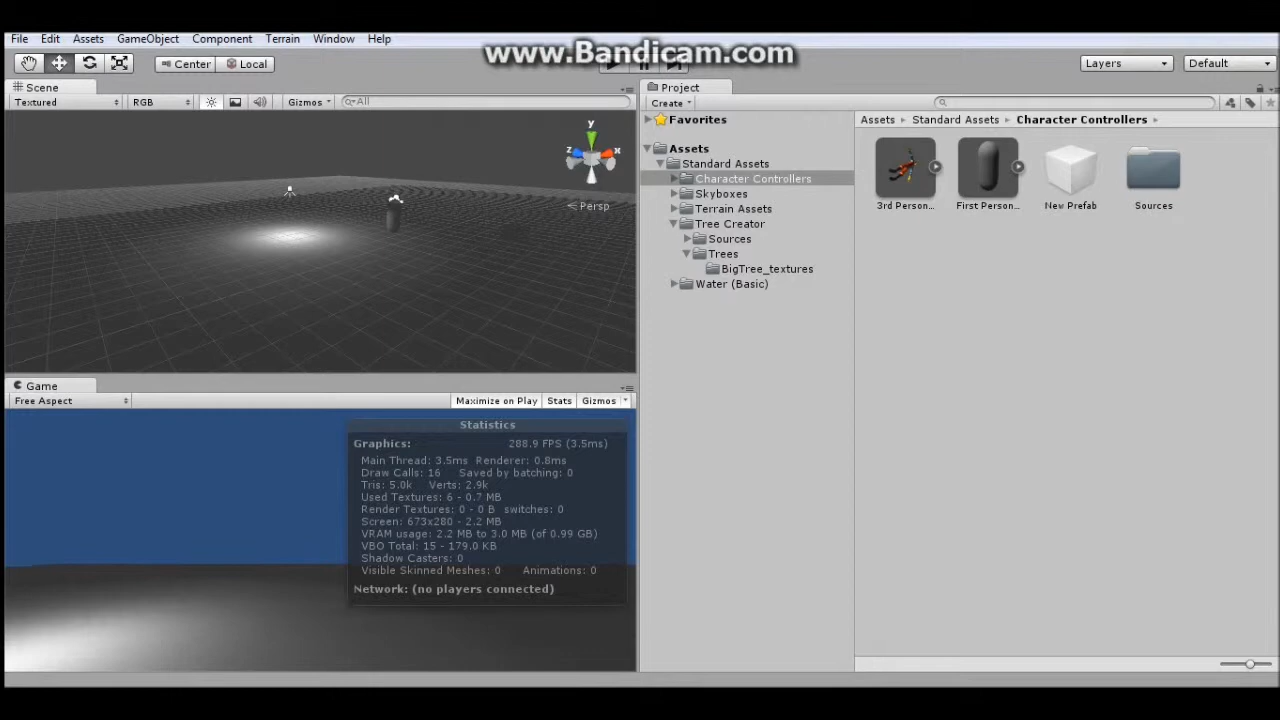 www.Bandicam.com
File Edit Assets GameObject Component Terrain Window Help
Center Local Layers Default
Scene
Textured RGB Gizmos All
y
z x
Persp
Game
Free Aspect Maximize on Play Stats Gizmos
Statistics
Graphics: 288.9 FPS (3.5ms)
Main Thread: 3.5ms Renderer: 0.8ms
Draw Calls: 16 Saved by batching: 0
Tris: 5.0k Verts: 2.9k
Used Textures: 6 - 0.7 MB
Render Textures: 0 - 0 B switches: 0
Screen: 673x280 - 2.2 MB
VRAM usage: 2.2 MB to 3.0 MB (of 0.99 GB)
VBO Total: 15 - 179.0 KB
Shadow Casters: 0
Visible Skinned Meshes: 0 Animations: 0
Network: (no players connected)
Project
Create
Favorites
Assets
Standard Assets
Character Controllers
Skyboxes
Terrain Assets
Tree Creator
Sources
Trees
BigTree_textures
Water (Basic)
Assets Standard Assets Character Controllers
3rd Person... First Person... New Prefab Sources